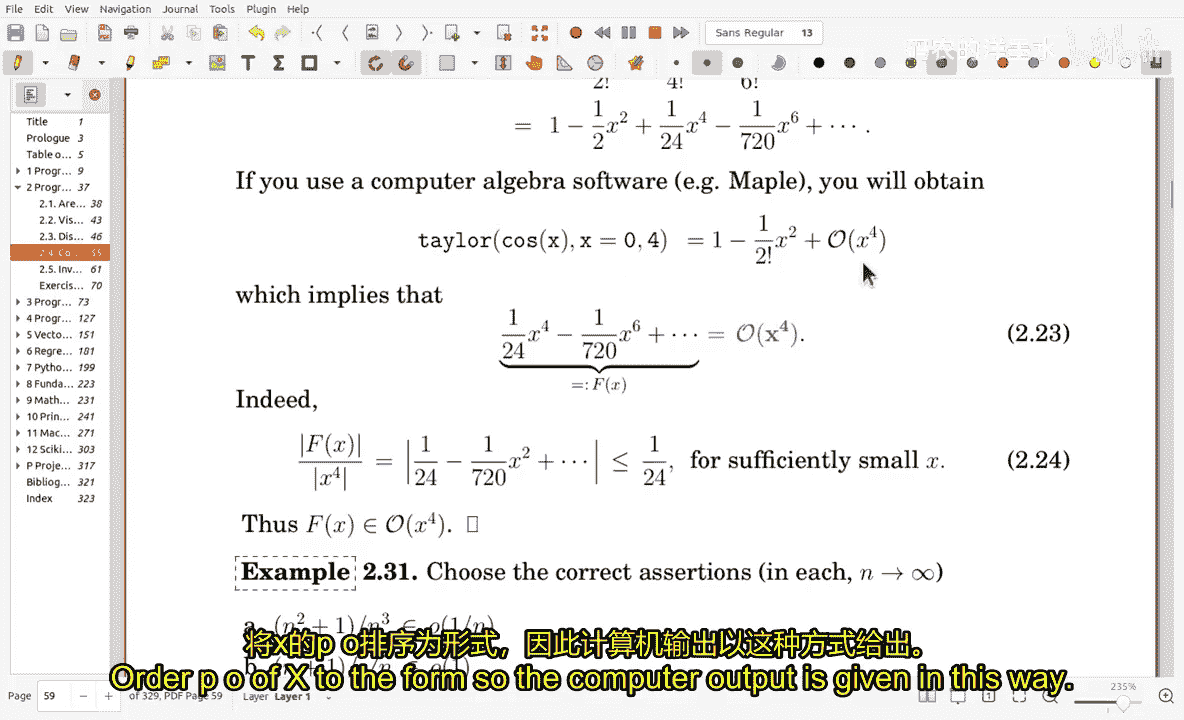 File Edit View Navigation Journal Tools Plugin Help
Sans Regular 13
Title 1
Prologue 3
Table o... 5
1 Progr... 9
2 Progr... 37
2.1. Are... 38
2.2. Vis... 43
2.3. Dis... 46
2.5. Inv... 61
Exercis... 70
3 Progr... 73
4 Progr... 127
5 Vecto... 151
6 Regre... 181
7 Pytho... 199
8 Funda... 223
9 Math... 231
10 Prin... 241
11 Mac... 271
12 Sciki... 303
P Proje... 317
Bibliog... 321
Index 323
2! 4! 6!
= 1 − 1/2 x² + 1/24 x⁴ − 1/720 x⁶ + ⋯ .
If you use a computer algebra software (e.g. Maple), you will obtain
taylor(cos(x), x = 0, 4) = 1 − 1/2! x² + 𝒪(x⁴)
which implies that
1/24 x⁴ − 1/720 x⁶ + ⋯ = 𝒪(x⁴). (2.23)
=: F(x)
Indeed,
|F(x)|/|x⁴| = |1/24 − 1/720 x² + ⋯| ≤ 1/24, for sufficiently small x. (2.24)
Thus F(x) ∈ 𝒪(x⁴). □
Example 2.31. Choose the correct assertions (in each, n → ∞)
a. (n² + 1)/n³ ∈ o(1/n)
将x的p o排序为形式，因此计算机输出以这种方式给出。
Order p o of X to the form so the computer output is given in this way.
Page 59 of 329, PDF Page 59 Layer Layer 1 235%